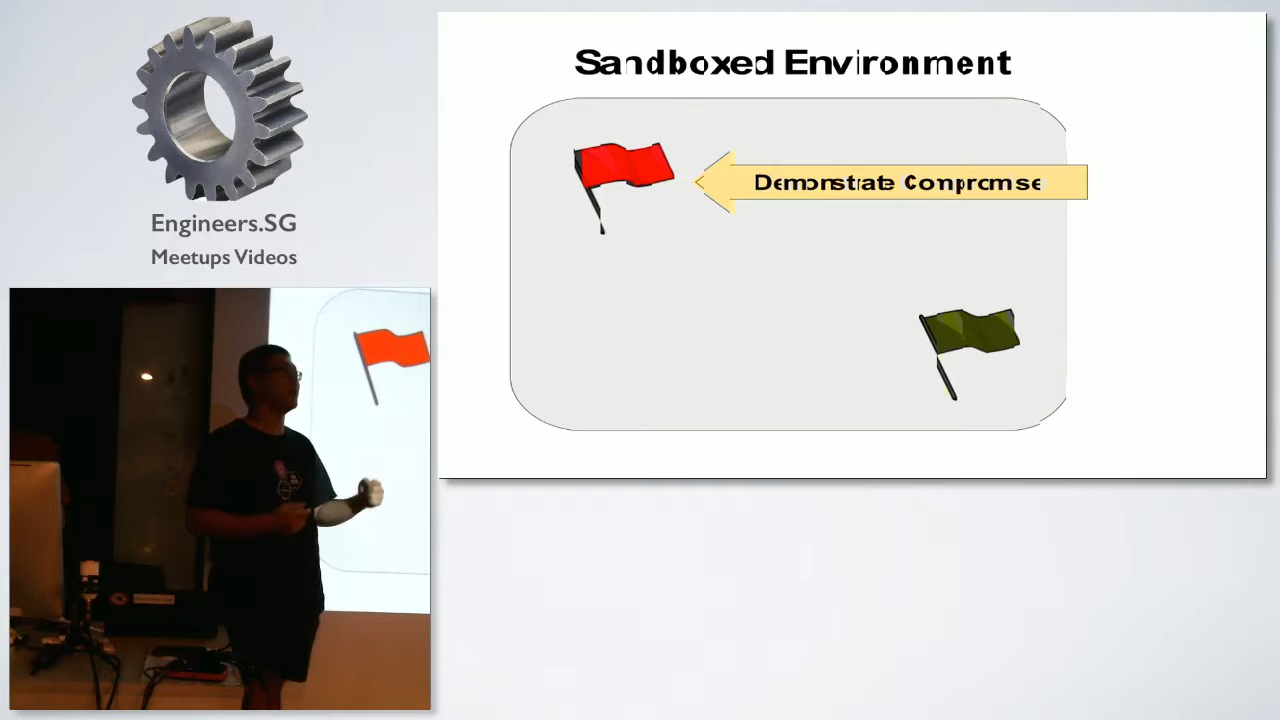 Engineers.SG
Meetups Videos
Sandboxed Environment
Demonstrate Compromise